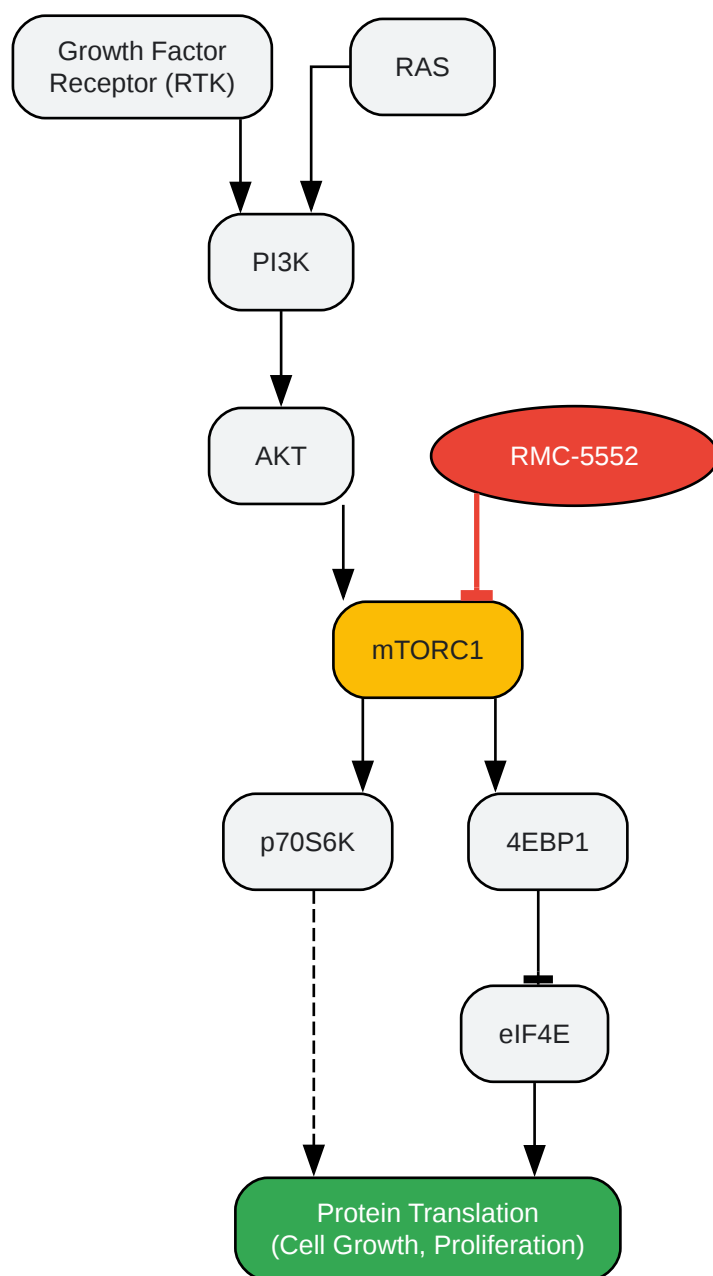 Growth Factor
Receptor (RTK)
RAS
PI3K
AKT
RMC-5552
mTORC1
p70S6K
4EBP1
eIF4E
Protein Translation
(Cell Growth, Proliferation)